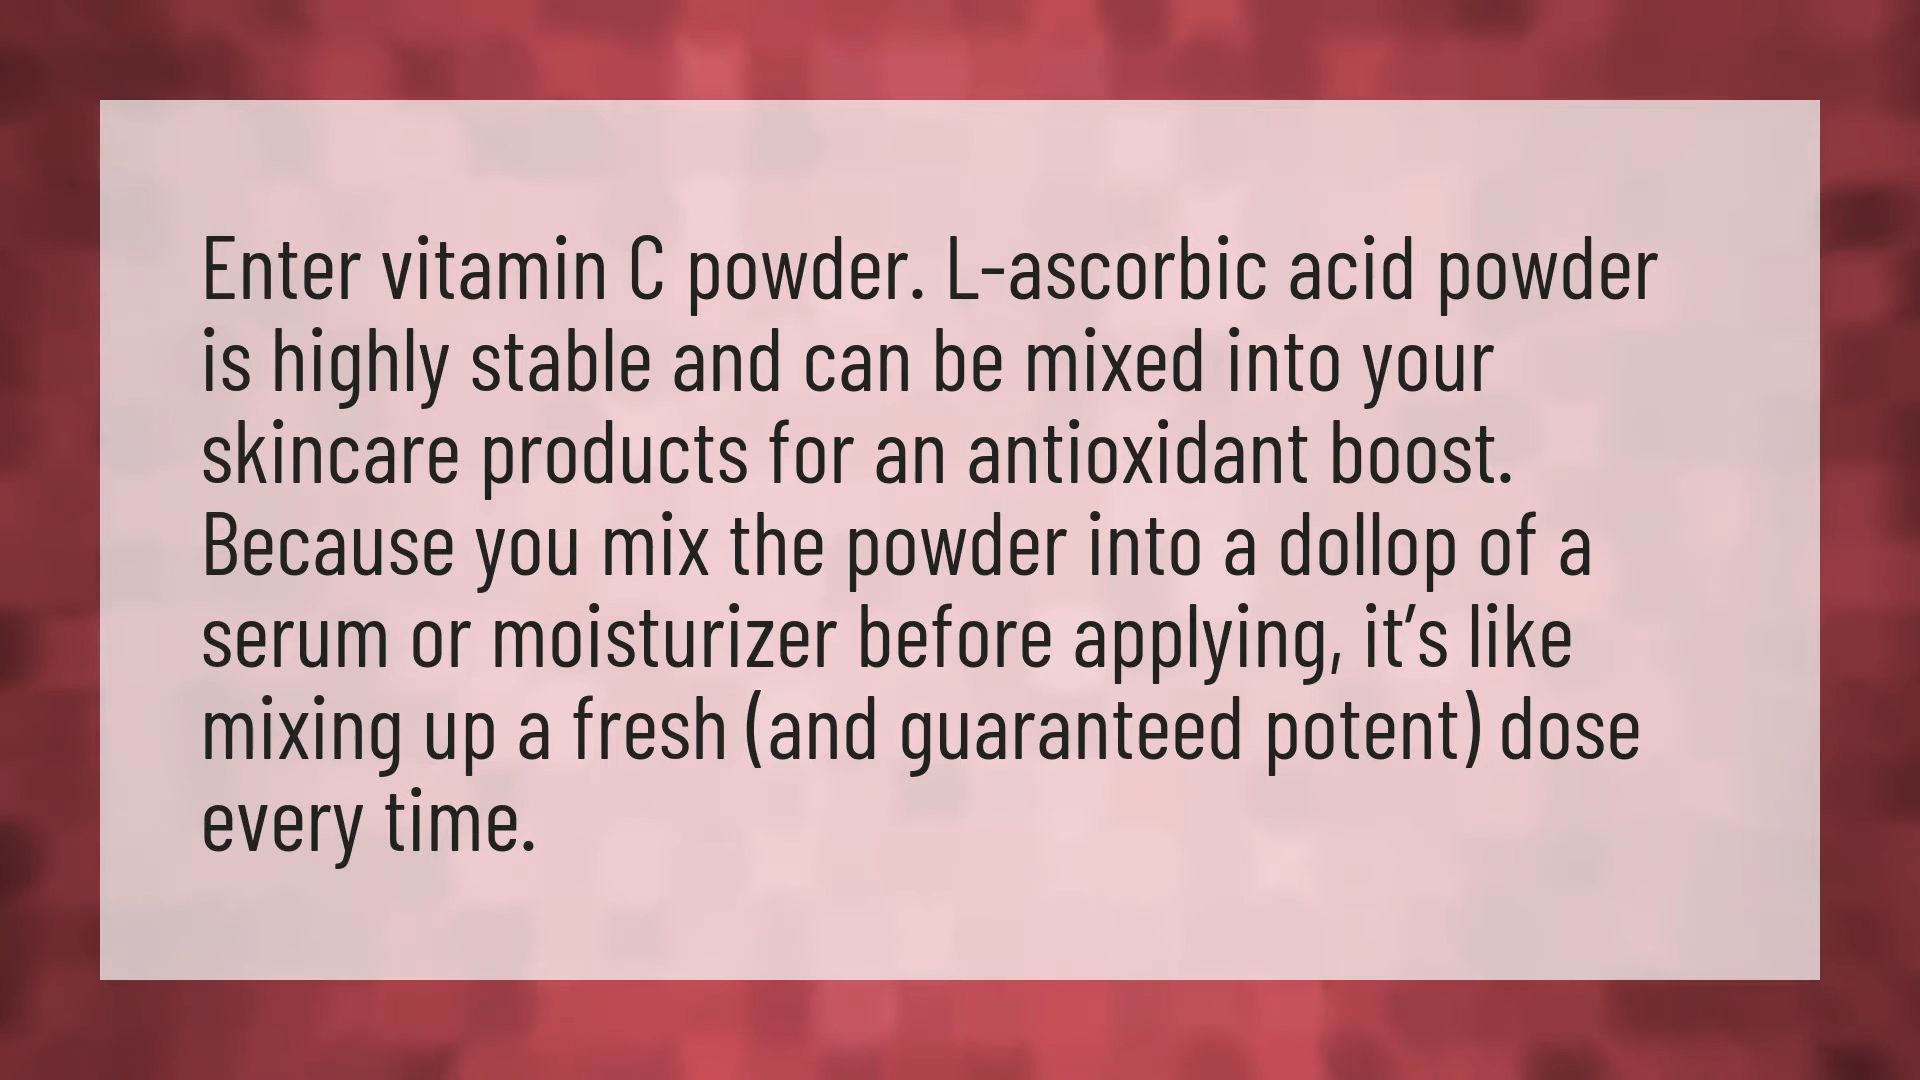 Enter vitamin C powder. L-ascorbic acid powder
is highly stable and can be mixed into your
skincare products for an antioxidant boost.
Because you mix the powder into a dollop of a
serum or moisturizer before applying, it’s like
mixing up a fresh (and guaranteed potent) dose
every time.